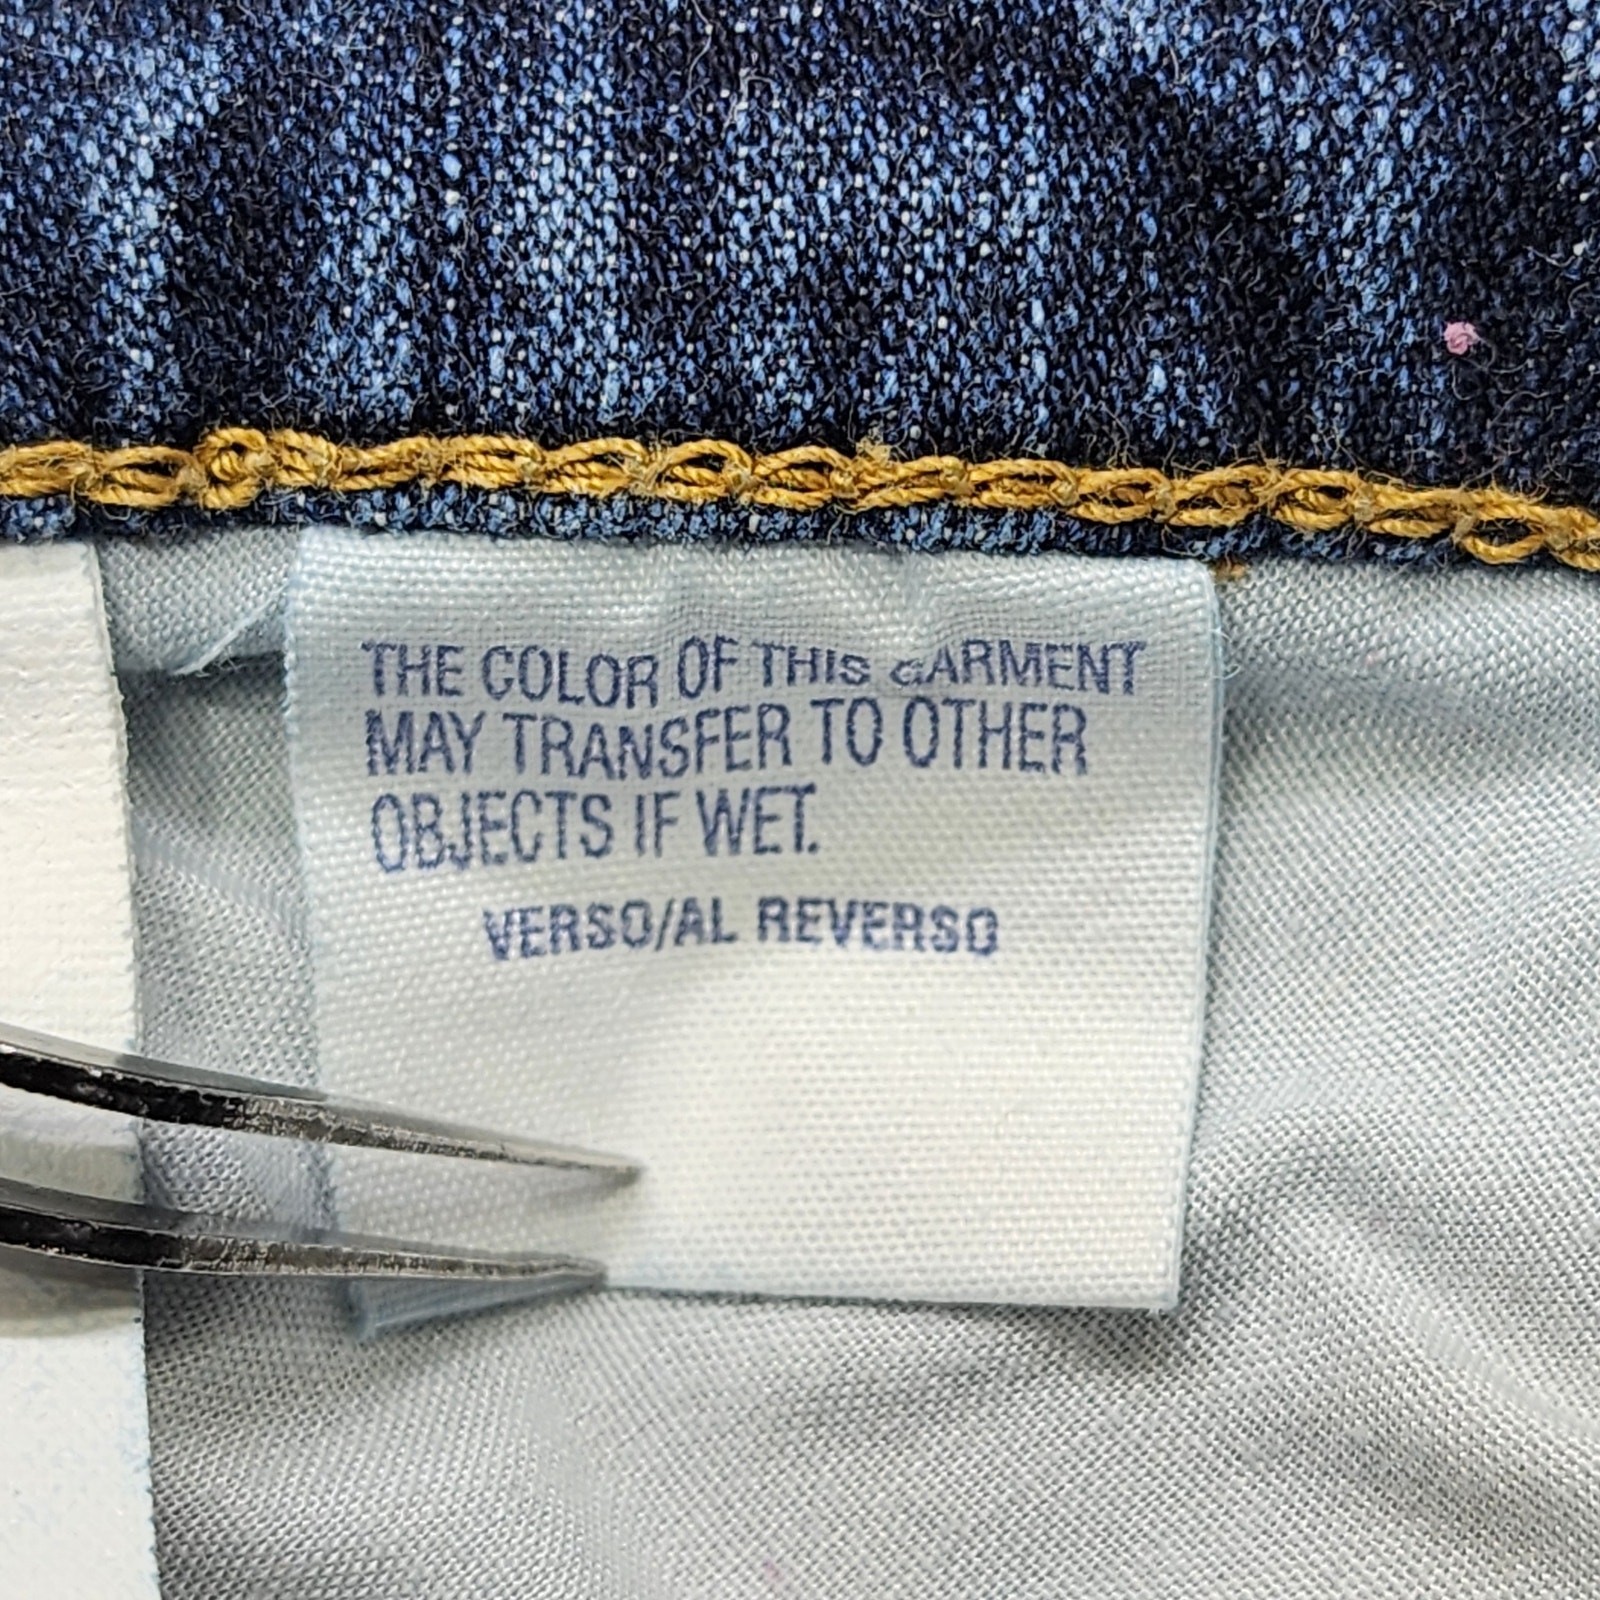 THE COLOR OF THIS GARMENT
MAY TRANSFER TO OTHER
OBJECTS IF WET.
VERSO/AL REVERSO